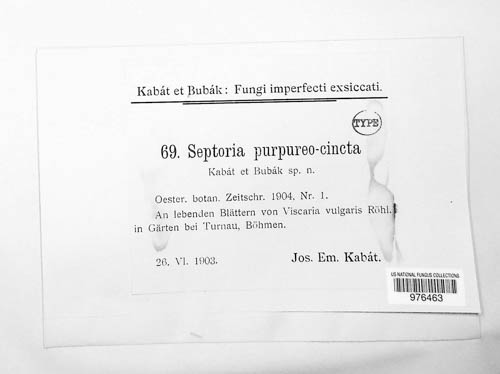 Kabát et Bubák: Fungi imperfecti exsiccati.
TYPE
69. Septoria purpureo-cincta
Kabát et Bubák sp. n.
Oester. botan. Zeitschr. 1904, Nr. 1.
An lebenden Blättern von Viscaria vulgaris Röhl.
in Gärten bei Turnau, Böhmen.
26. VI. 1903. Jos. Em. Kabát.
US NATIONAL FUNGUS COLLECTIONS
976463